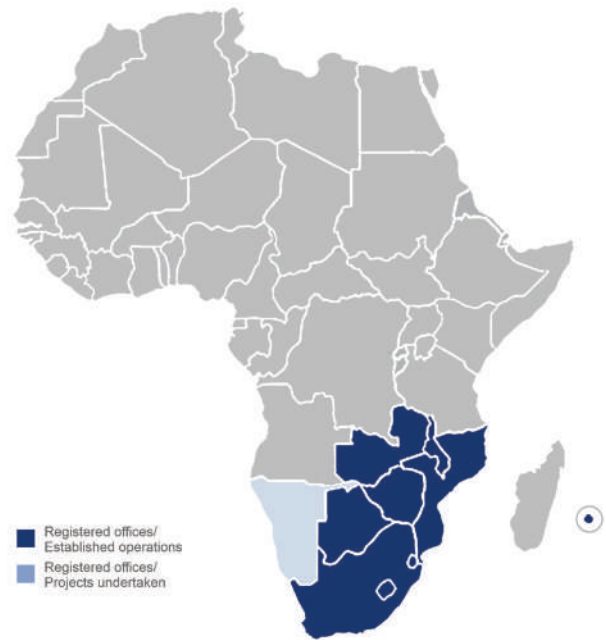 Registered offices/
Established operations
Registered offices/
Projects undertaken